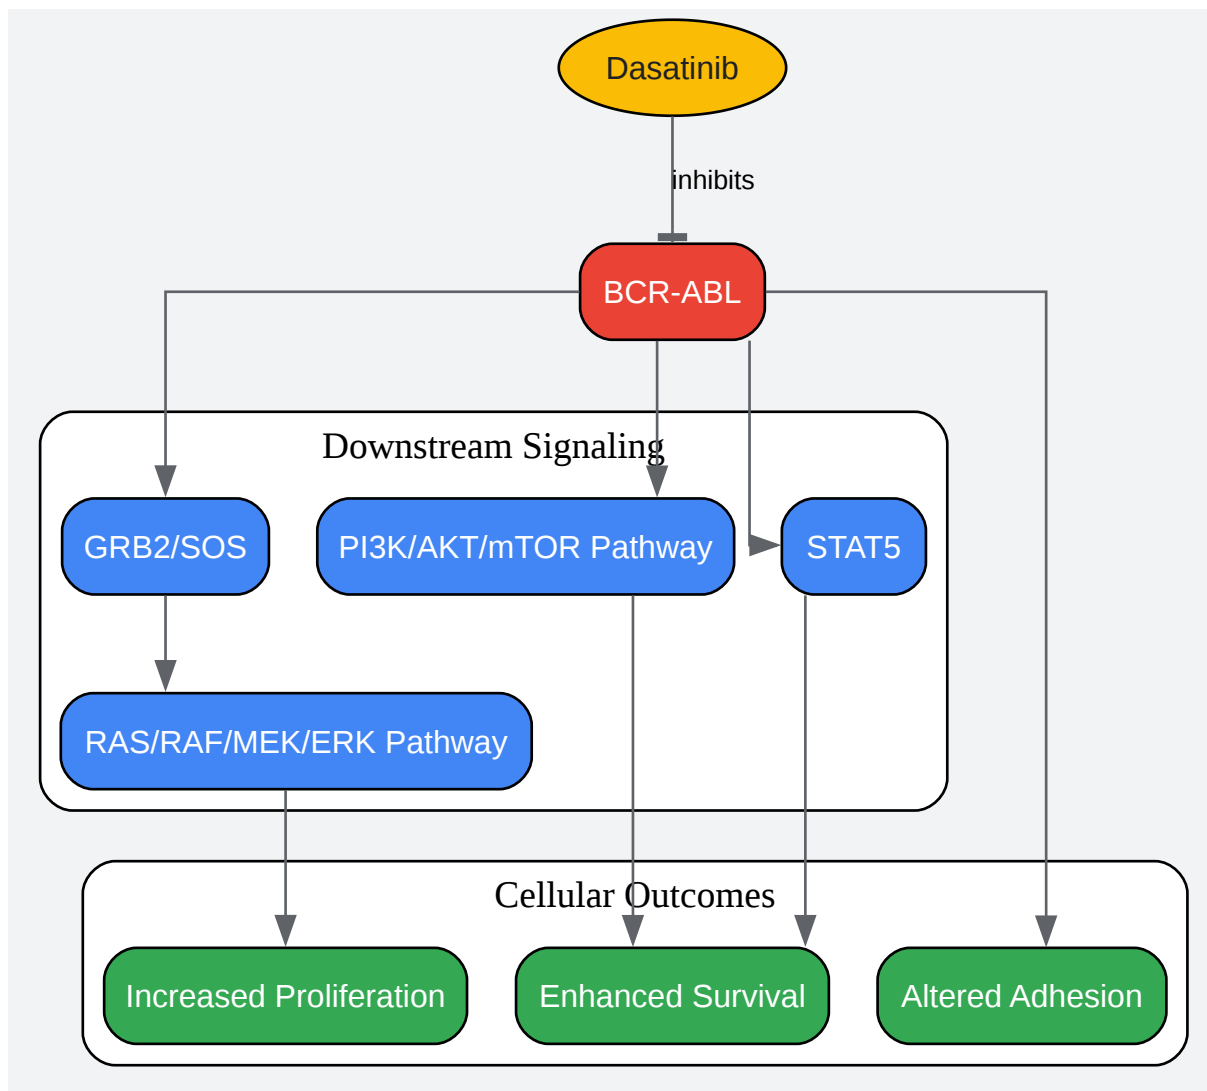 Dasatinib
inhibits
BCR-ABL
Downstream Signaling
GRB2/SOS
PI3K/AKT/mTOR Pathway
STAT5
RAS/RAF/MEK/ERK Pathway
Cellular Outcomes
Increased Proliferation
Enhanced Survival
Altered Adhesion